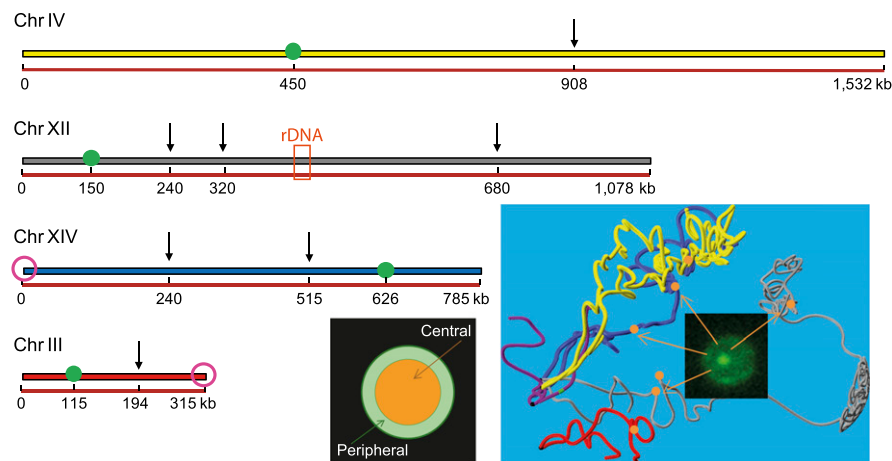 Chr IV
0 450 908 1,532 kb
Chr XII
rDNA
0 150 240 320 680 1,078 kb
Chr XIV
0 240 515 626 785 kb
Chr III
0 115 194 315 kb
Central
Peripheral